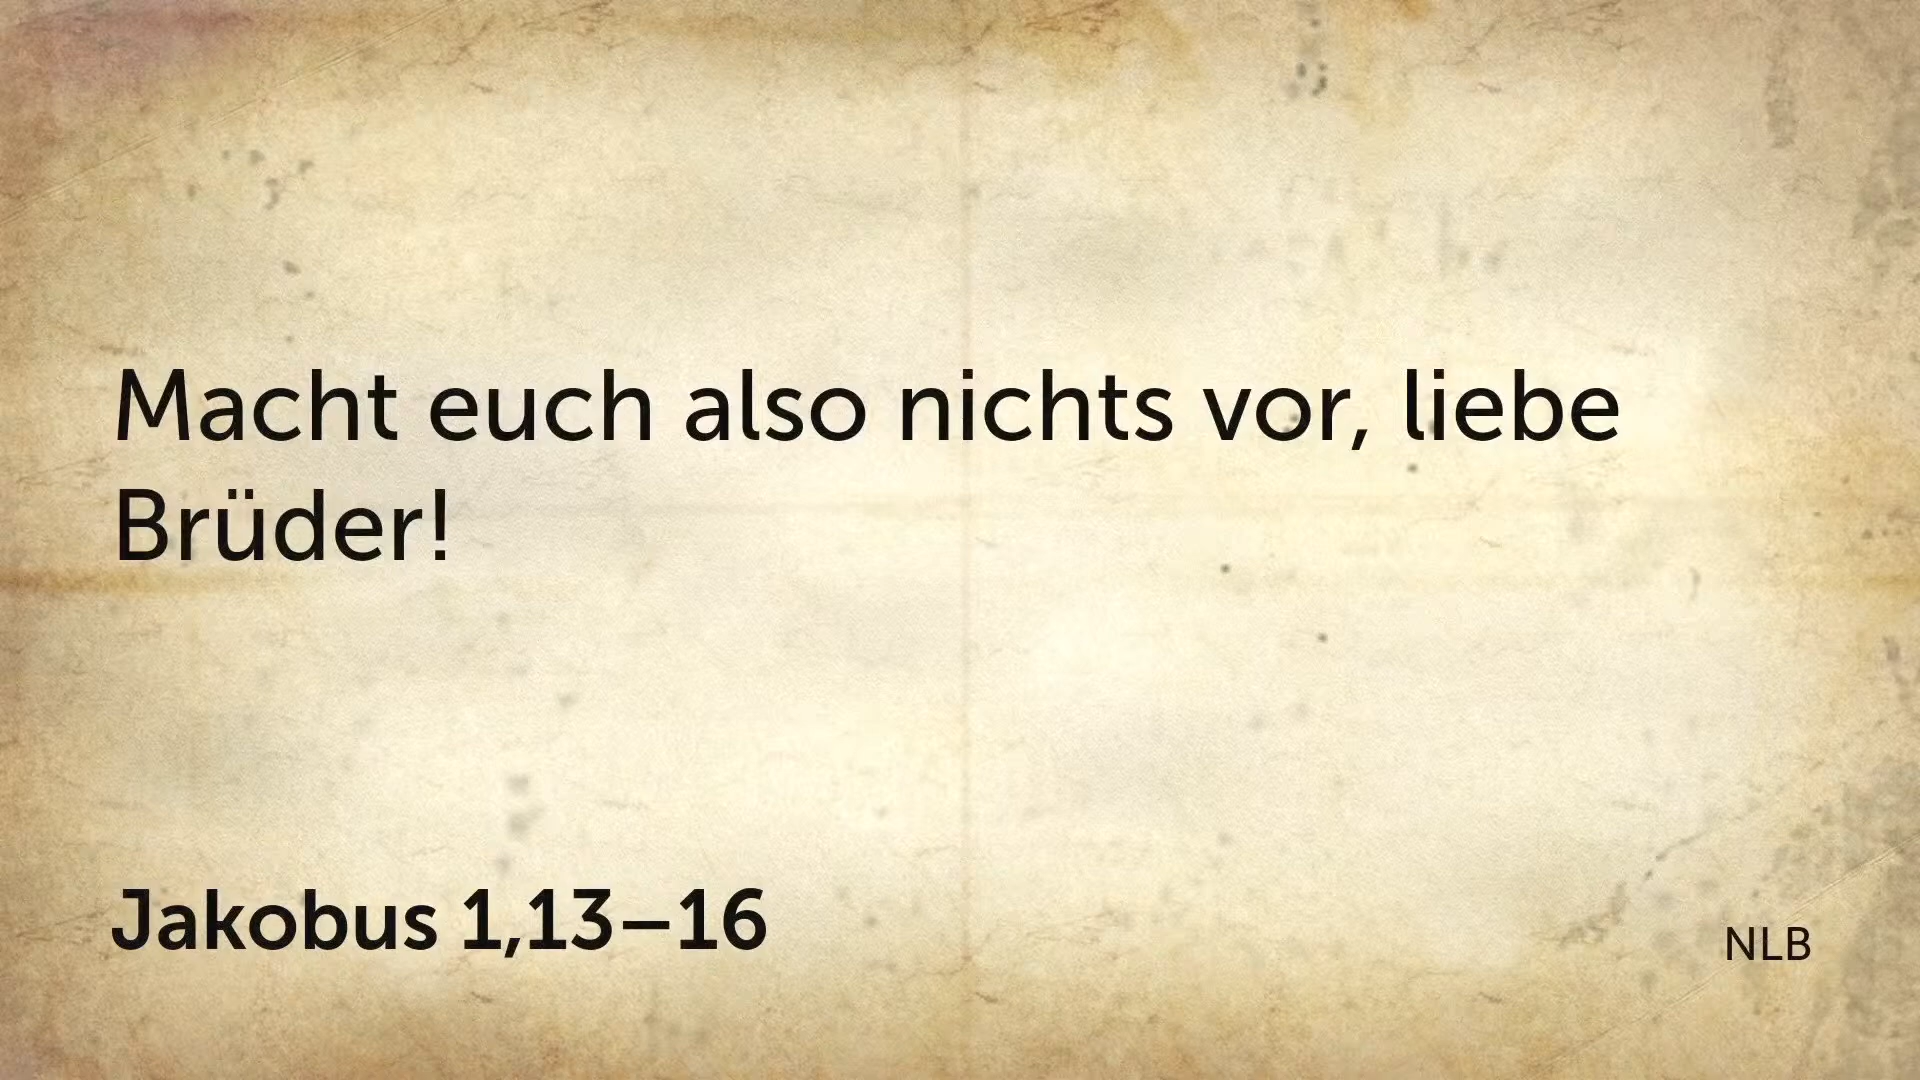 Macht euch also nichts vor, liebe
Brüder!
Jakobus 1,13–16
NLB